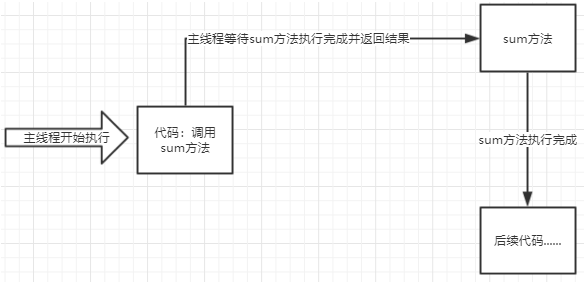 主线程开始执行
代码：调用
sum方法
主线程等待sum方法执行完成并返回结果
sum方法
sum方法执行完成
后续代码......